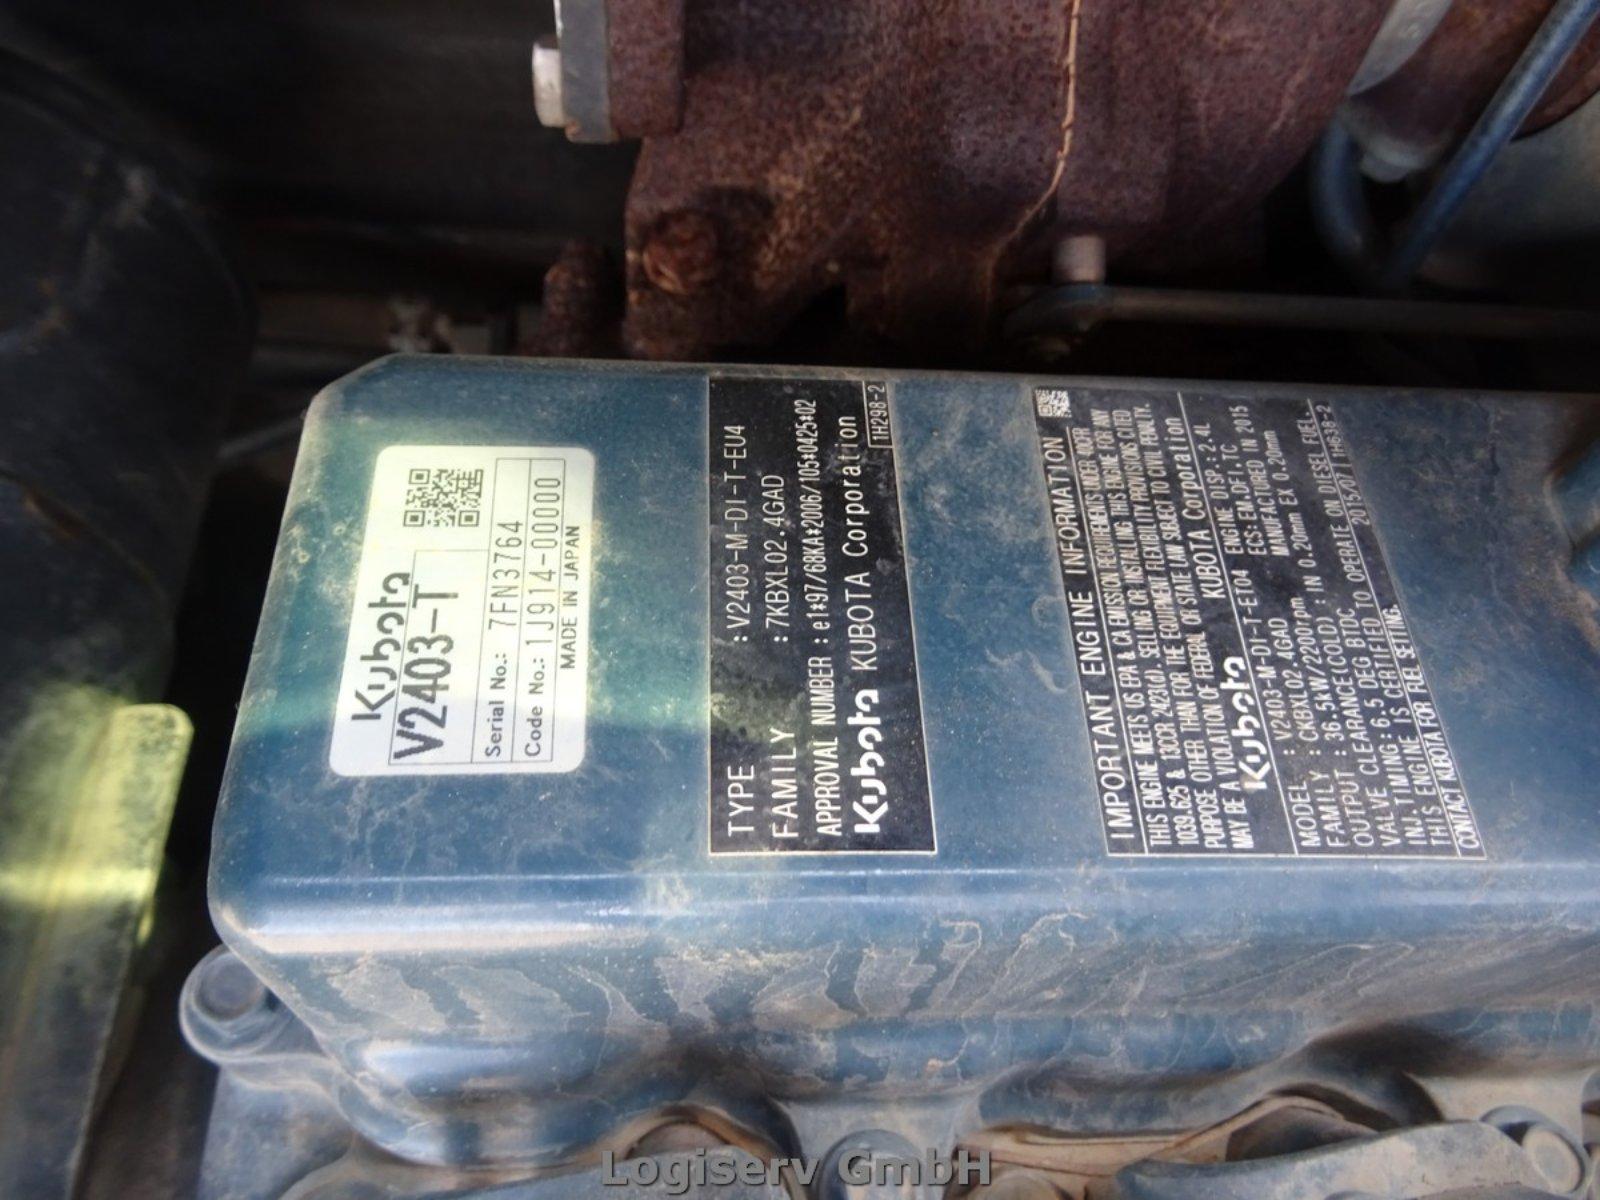 Kubota
V2403-T
Serial No.: 7FN3764
Code No.: 1J914-00000
MADE IN JAPAN
TYPE : V2403-M-DI-T-EU4
FAMILY : 7KBXL02.4GAD
APPROVAL NUMBER : e1*97/68KA*2006/105*0425*02
Kubota KUBOTA Corporation
1H298-2
IMPORTANT ENGINE INFORMATION
THIS ENGINE MEETS US EPA & CA EMISSION REQUIREMENTS UNDER 40CFR
1039.625 & 13CCR 2423(d). SELLING OR INSTALLING THIS ENGINE FOR ANY
PURPOSE OTHER THAN FOR THE EQUIPMENT FLEXIBILITY PROVISIONS CITED
MAY BE A VIOLATION OF FEDERAL OR STATE LAW SUBJECT TO CIVIL PENALTY.
Kubota KUBOTA Corporation
MODEL : V2403-M-DI-T-ET04 ENGINE DISP.: 2.4L
FAMILY : CKBXL02.4GAD ECS: EM,DFI,TC
OUTPUT : 36.5kW/2200rpm MANUFACTURED IN 2015
VALVE CLEARANCE(COLD) : IN 0.20mm EX 0.20mm
INJ.TIMING 6.5 DEG BTDC
THIS ENGINE IS CERTIFIED TO OPERATE ON DIESEL FUEL.
CONTACT KUBOTA FOR FUEL SETTING. 2015/07 1H638-2
Logiserv GmbH